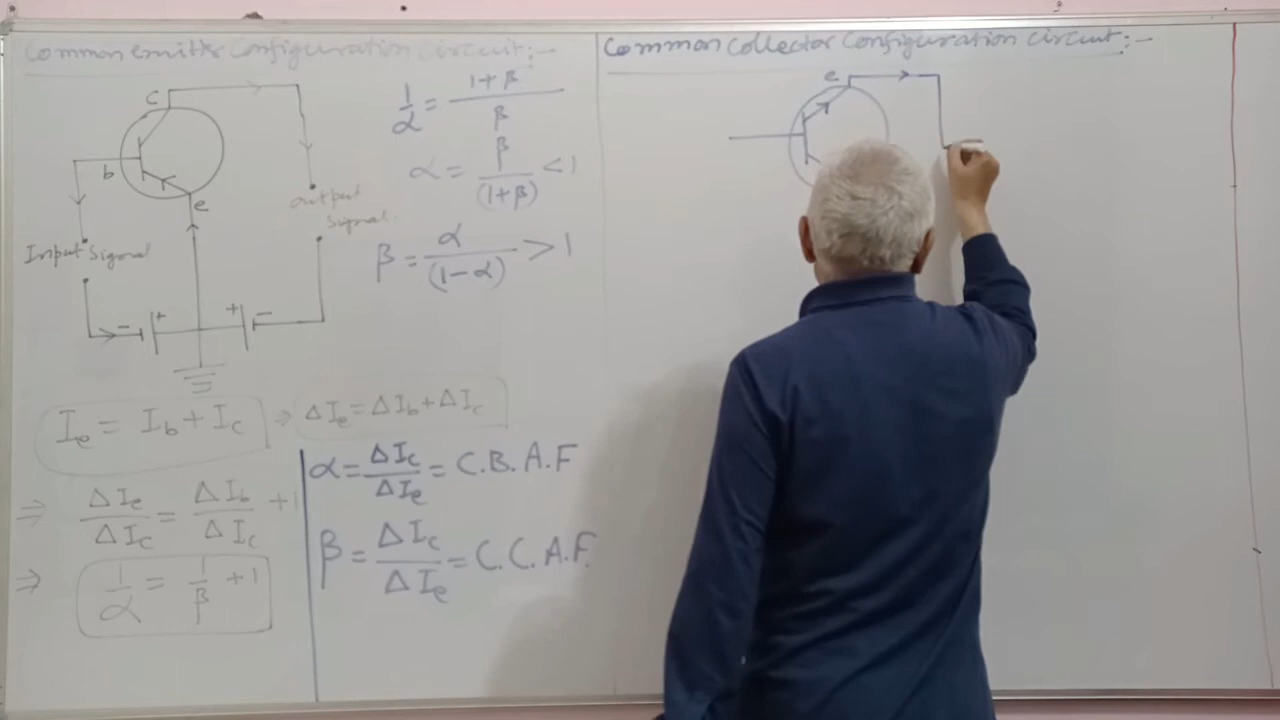 Common emitter Configuration Circuit:-
c
b
e
Input Signal
output
Signal
- +
+ -
1/α = 1+β/β
α = β/(1+β) < 1
β = α/(1-α) > 1
Ie = Ib + Ic
⇒ ΔIe = ΔIb + ΔIc
⇒ ΔIe/ΔIc = ΔIb/ΔIc + 1
⇒ 1/α = 1/β + 1
α = ΔIc/ΔIe = C.B.A.F
β = ΔIc/ΔIe = C.C.A.F.
Common Collector Configuration Circuit:-
e